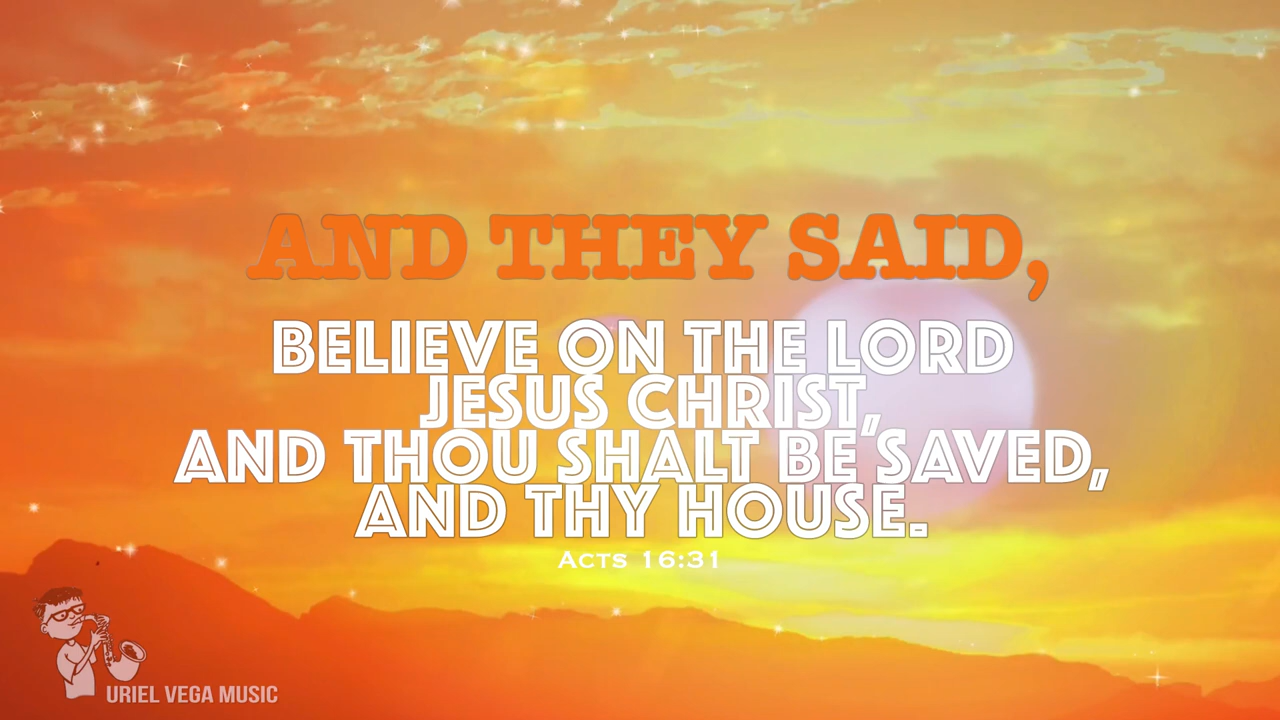 AND THEY SAID,
BELIEVE ON THE LORD
JESUS CHRIST,
AND THOU SHALT BE SAVED,
AND THY HOUSE.
Acts 16:31
URIEL VEGA MUSIC